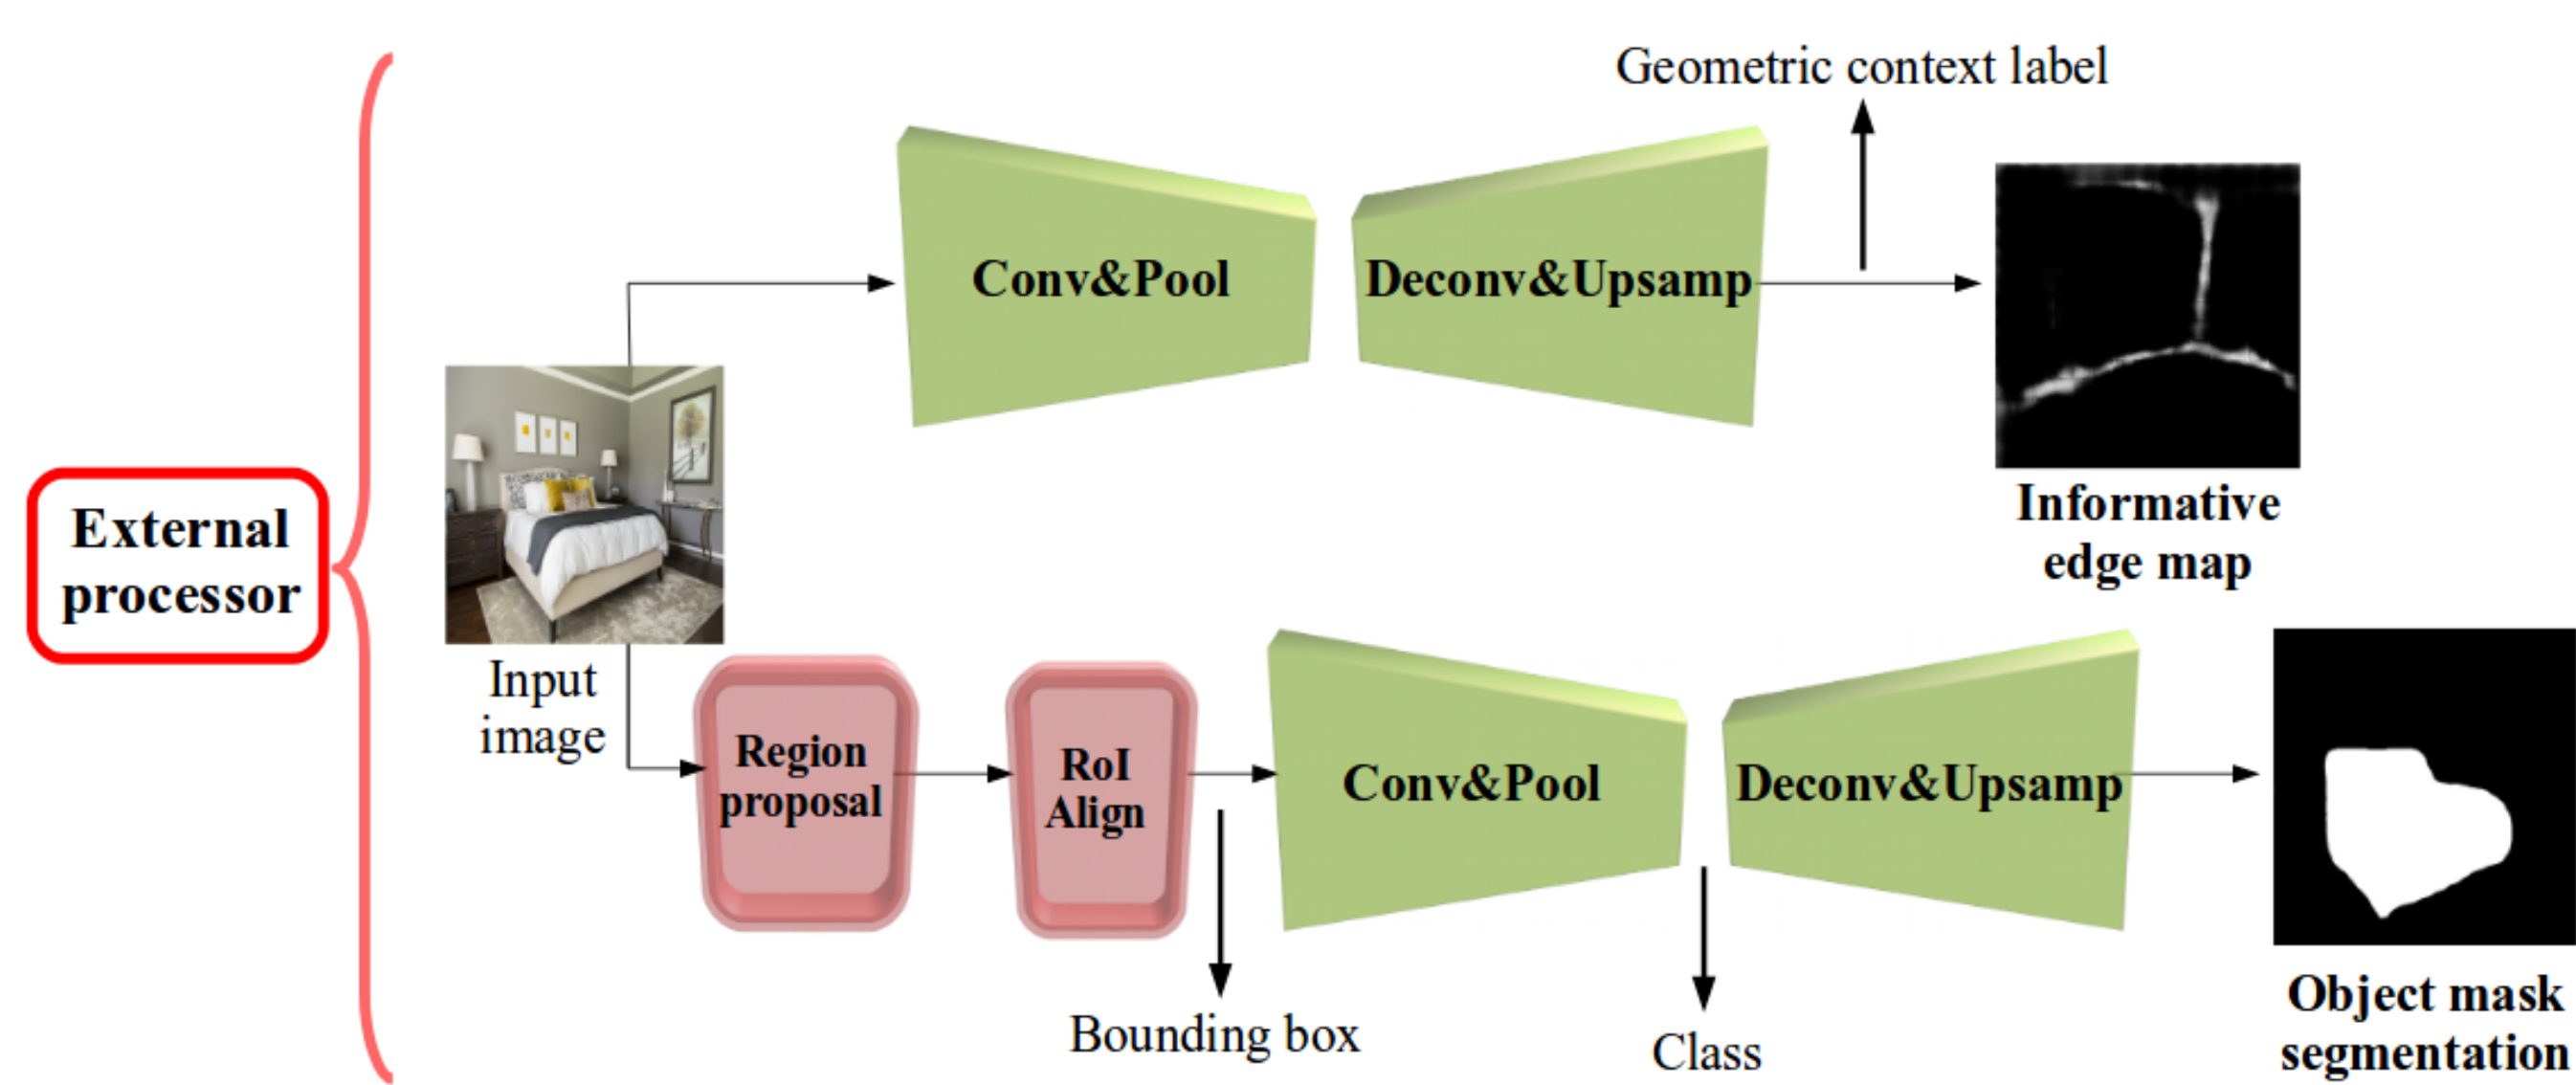 Geometric context label
Conv&Pool
Deconv&Upsamp
Informative
edge map
External
processor
Input
image
Region
proposal
RoI
Align
Conv&Pool
Deconv&Upsamp
Bounding box
Class
Object mask
segmentation